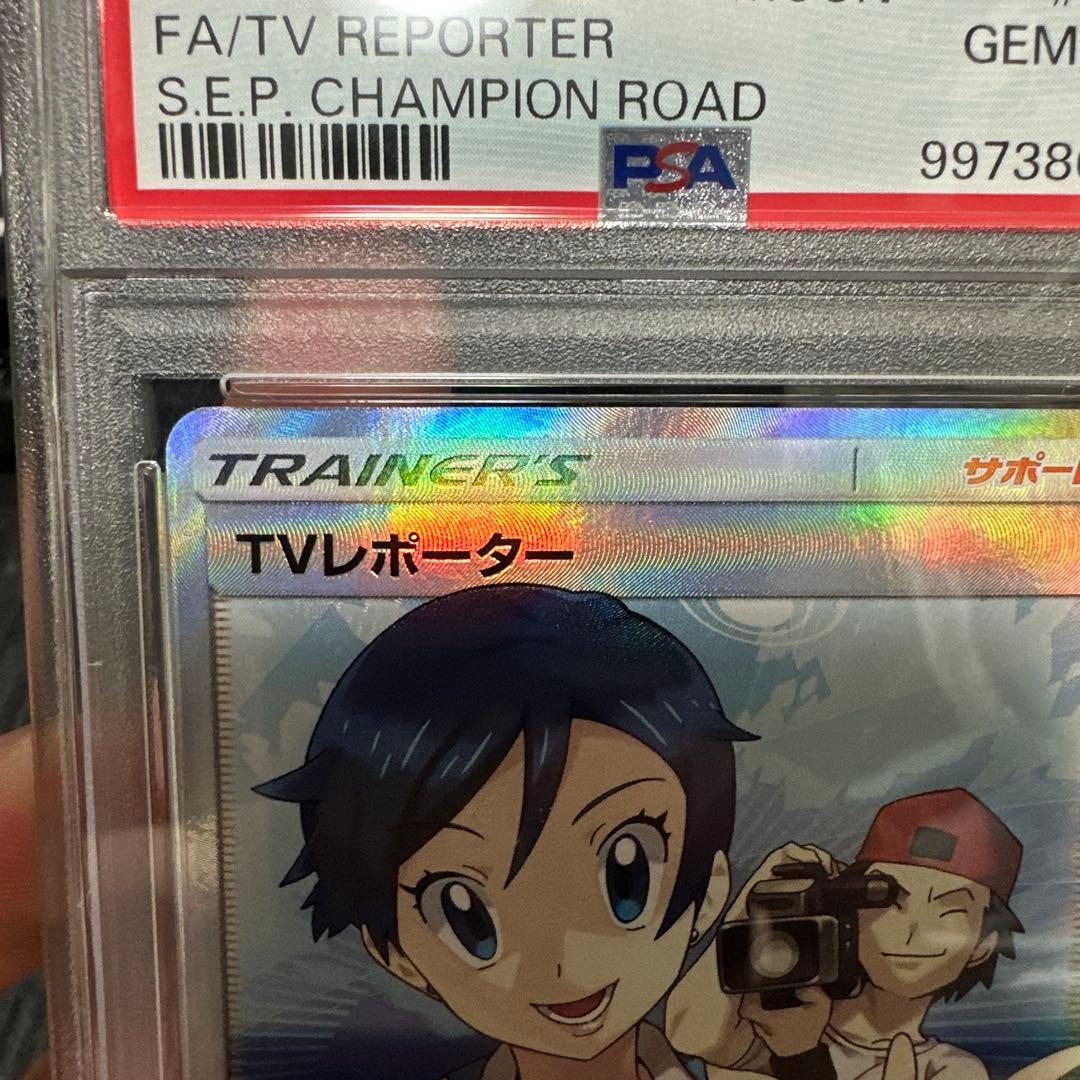 FA/TV REPORTER
GEM
S.E.P. CHAMPION ROAD
PSA
99738
TRAINER'S
サポー
TVレポーター